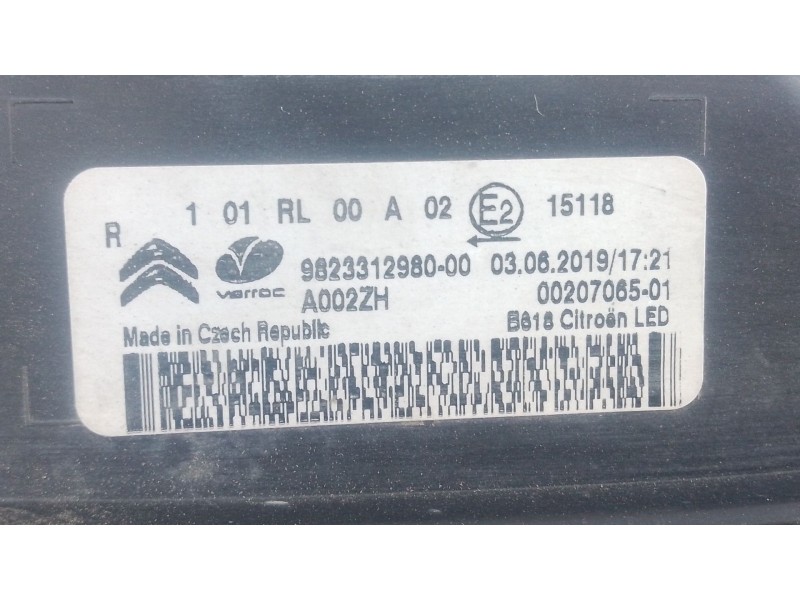 R 1 01 RL 00 A 02 E2 15118
varroc 9823312980-00 03.06.2019/17:21
A002ZH 00207065-01
Made in Czech Republic B618 Citroën LED